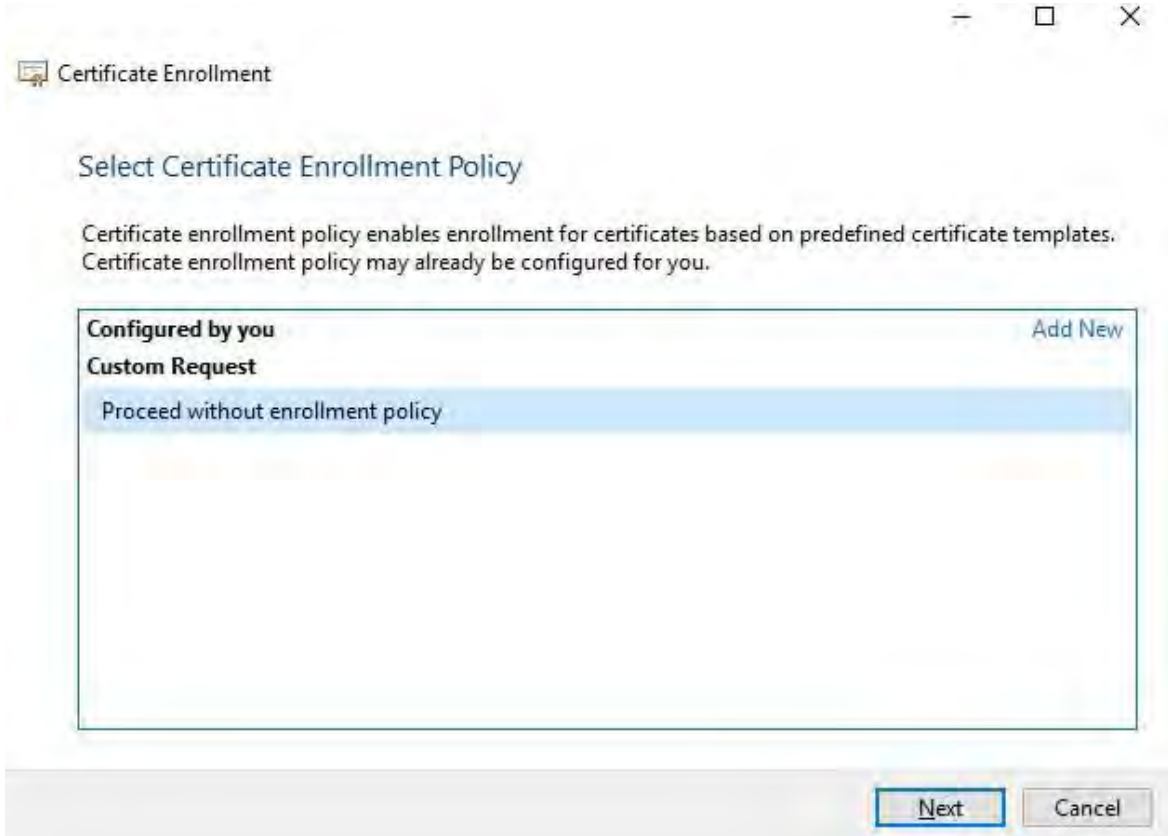 Certificate Enrollment
Select Certificate Enrollment Policy
Certificate enrollment policy enables enrollment for certificates based on predefined certificate templates.
Certificate enrollment policy may already be configured for you.
Configured by you Add New
Custom Request
Proceed without enrollment policy
Next Cancel